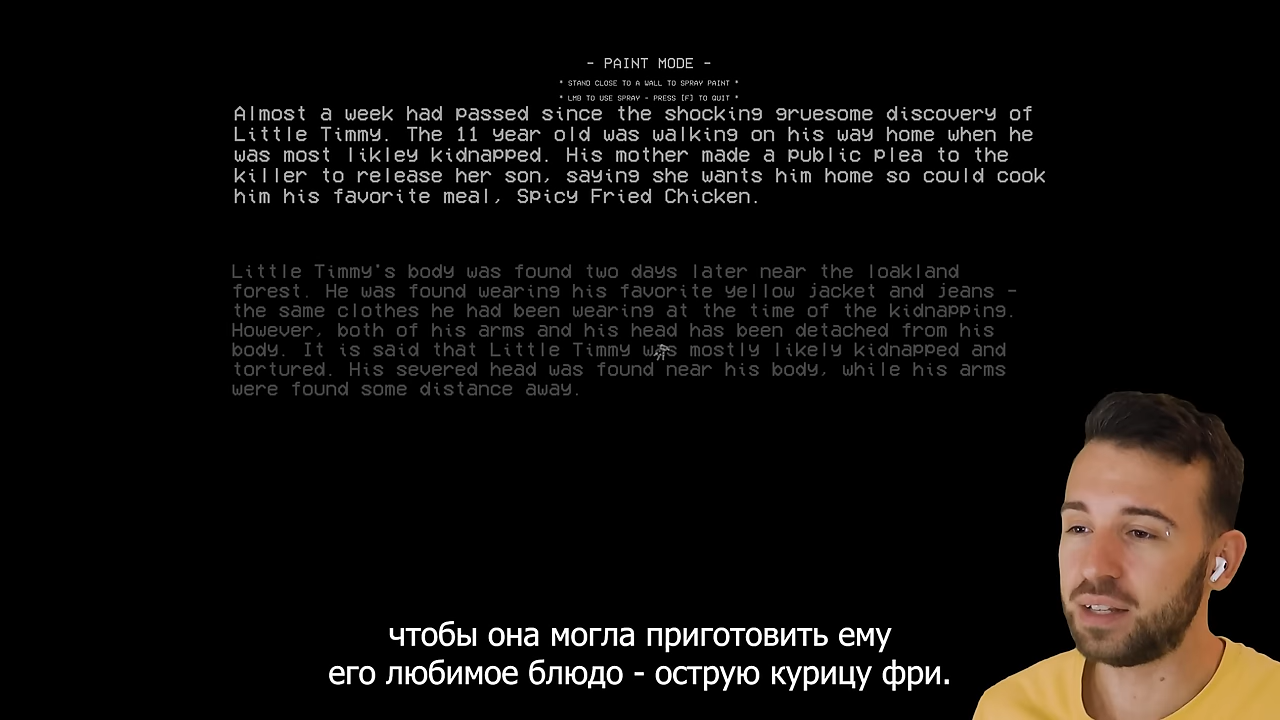 - PAINT MODE -
* STAND CLOSE TO A WALL TO SPRAY PAINT *
* LMB TO USE SPRAY - PRESS [F] TO QUIT *
Almost a week had passed since the shocking gruesome discovery of
Little Timmy. The 11 year old was walking on his way home when he
was most likley kidnapped. His mother made a public plea to the
killer to release her son, saying she wants him home so could cook
him his favorite meal, Spicy Fried Chicken.
Little Timmy's body was found two days later near the loakland
forest. He was found wearing his favorite yellow jacket and jeans -
the same clothes he had been wearing at the time of the kidnapping.
However, both of his arms and his head has been detached from his
body. It is said that Little Timmy was mostly likely kidnapped and
tortured. His severed head was found near his body, while his arms
were found some distance away.
чтобы она могла приготовить ему
его любимое блюдо - острую курицу фри.